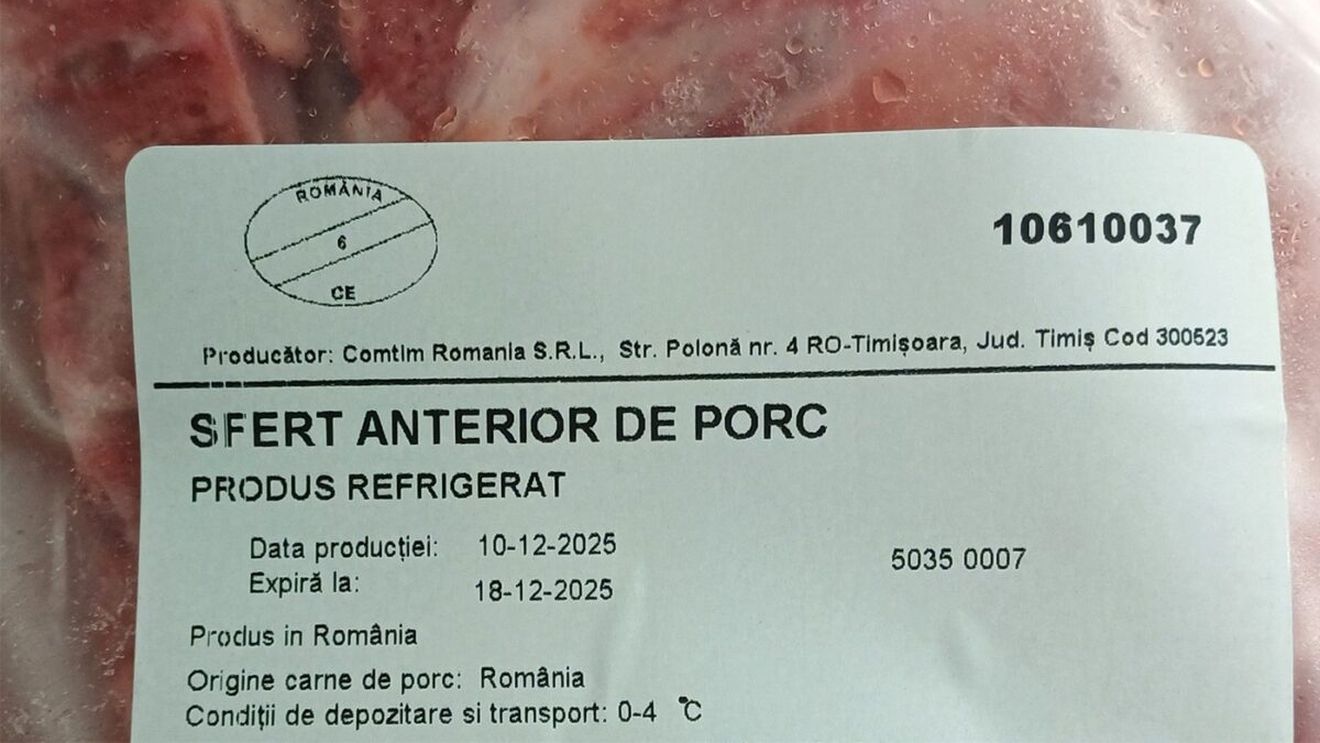 ROMÂNIA
6
CE
10610037
Producător: Comtim Romania S.R.L., Str. Polonă nr. 4 RO-Timișoara, Jud. Timiș Cod 300523
SFERT ANTERIOR DE PORC
PRODUS REFRIGERAT
Data producției: 10-12-2025
5035 0007
Expiră la: 18-12-2025
Produs in România
Origine carne de porc: România
Condiții de depozitare si transport: 0-4 °C